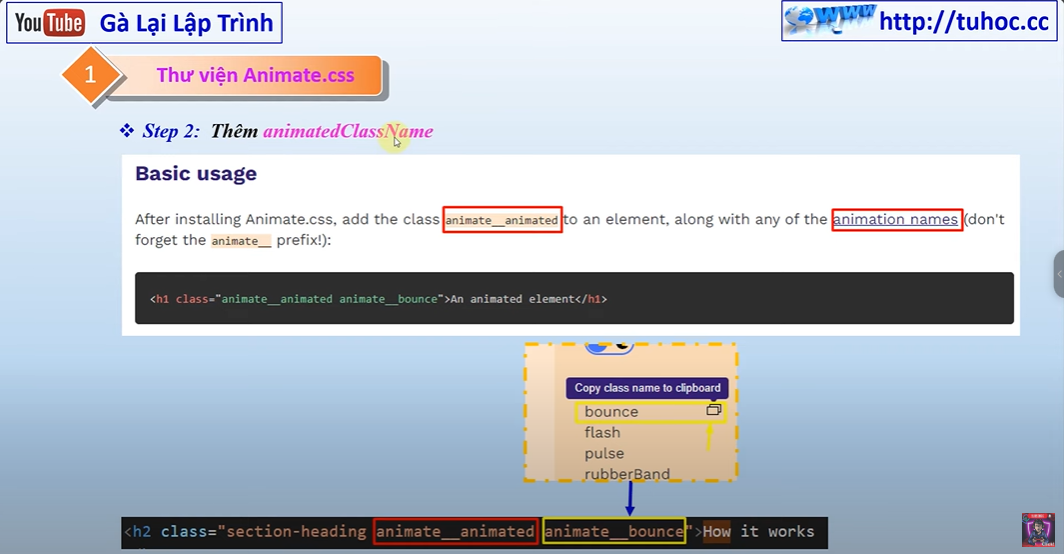 YouTube Gà Lại Lập Trình
WWW http://tuhoc.cc
1 Thư viện Animate.css
❖ Step 2: Thêm animatedClassName
Basic usage
After installing Animate.css, add the class animate__animated to an element, along with any of the animation names (don't
forget the animate__ prefix!):
<h1 class="animate__animated animate__bounce">An animated element</h1>
Copy class name to clipboard
bounce
flash
pulse
rubberBand
<h2 class="section-heading animate__animated animate__bounce">How it works